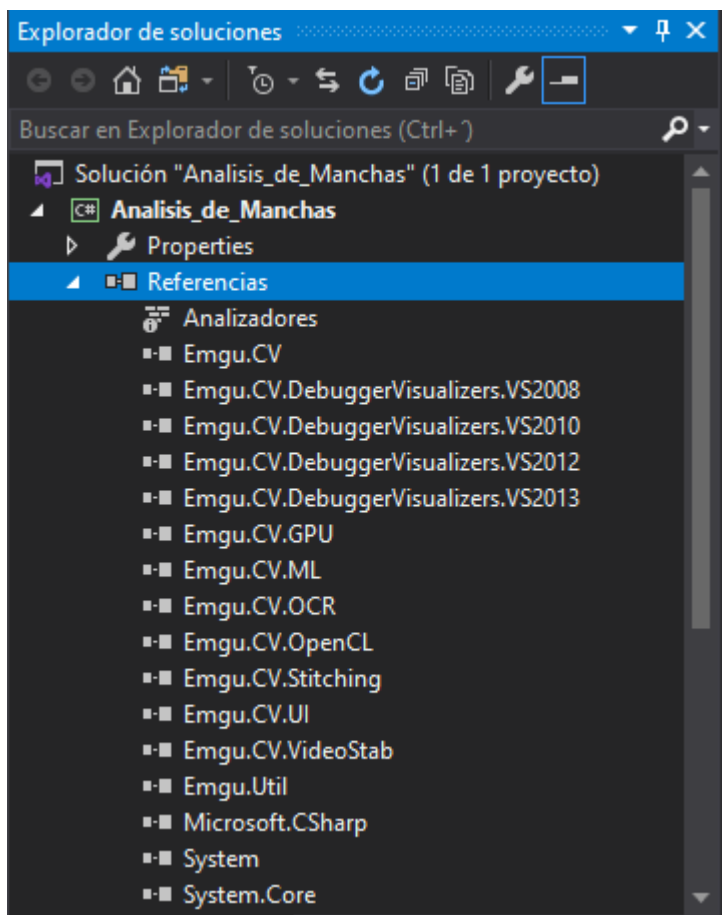 Explorador de soluciones
Buscar en Explorador de soluciones (Ctrl+´)
Solución "Analisis_de_Manchas" (1 de 1 proyecto)
C# Analisis_de_Manchas
Properties
Referencias
Analizadores
Emgu.CV
Emgu.CV.DebuggerVisualizers.VS2008
Emgu.CV.DebuggerVisualizers.VS2010
Emgu.CV.DebuggerVisualizers.VS2012
Emgu.CV.DebuggerVisualizers.VS2013
Emgu.CV.GPU
Emgu.CV.ML
Emgu.CV.OCR
Emgu.CV.OpenCL
Emgu.CV.Stitching
Emgu.CV.UI
Emgu.CV.VideoStab
Emgu.Util
Microsoft.CSharp
System
System.Core